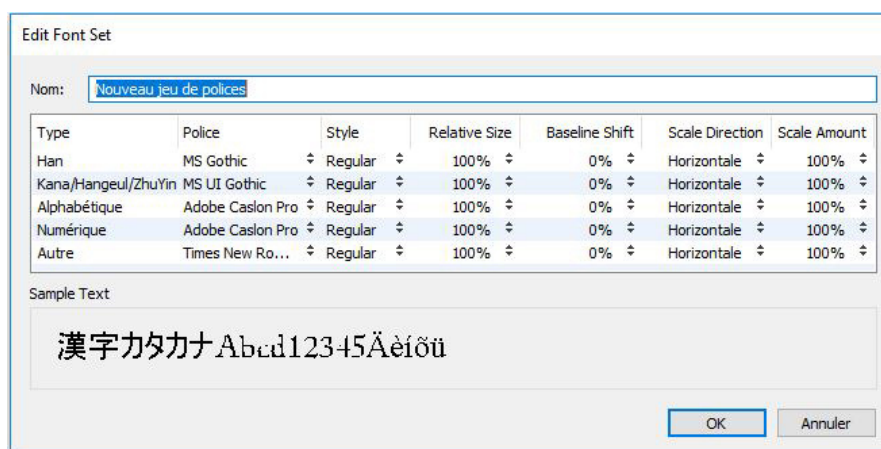 Edit Font Set
Nom: Nouveau jeu de polices
Type Police Style Relative Size Baseline Shift Scale Direction Scale Amount
Han MS Gothic Regular 100% 0% Horizontale 100%
Kana/Hangeul/ZhuYin MS UI Gothic Regular 100% 0% Horizontale 100%
Alphabétique Adobe Caslon Pro Regular 100% 0% Horizontale 100%
Numérique Adobe Caslon Pro Regular 100% 0% Horizontale 100%
Autre Times New Ro... Regular 100% 0% Horizontale 100%
Sample Text
漢字カタカナAbcd12345Äèíõü
OK Annuler